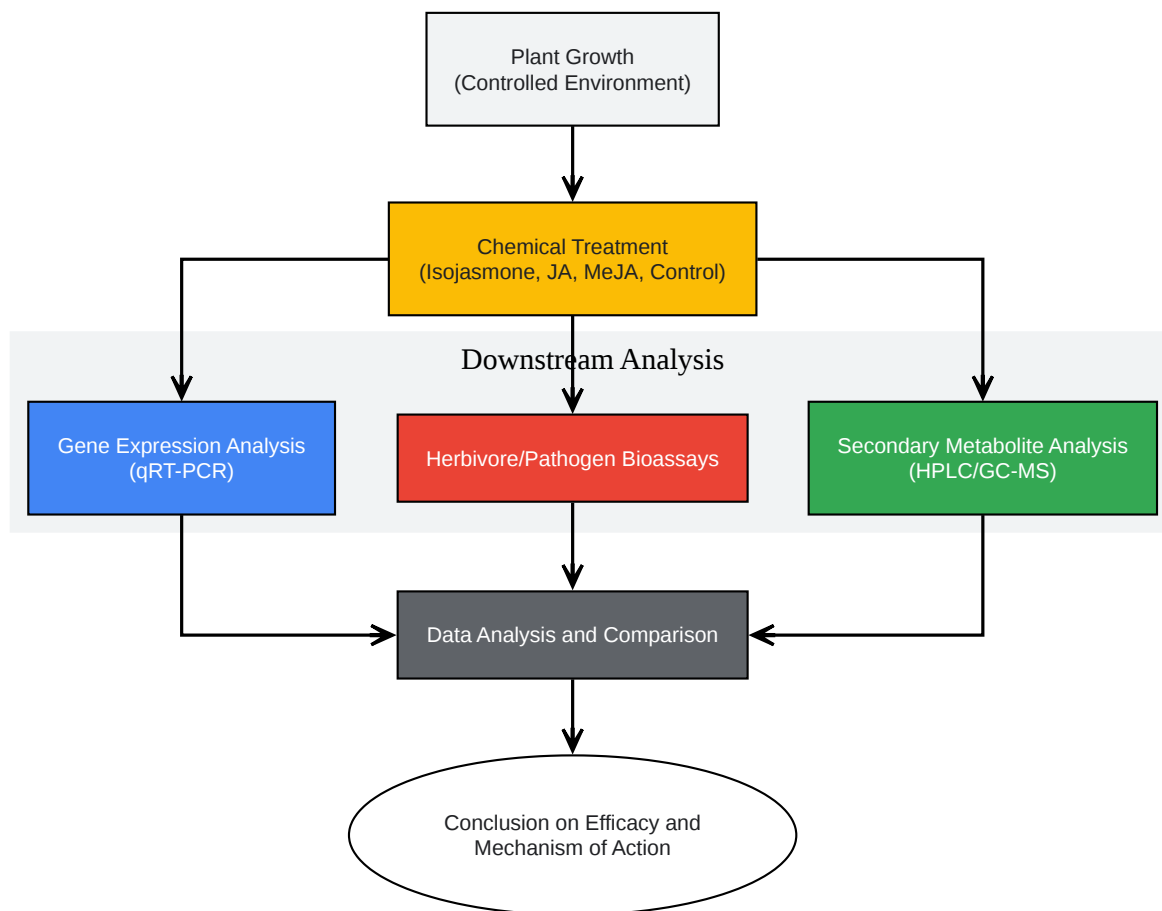 Plant Growth
(Controlled Environment)
Chemical Treatment
(Isojasmone, JA, MeJA, Control)
Downstream Analysis
Gene Expression Analysis
(qRT-PCR)
Herbivore/Pathogen Bioassays
Secondary Metabolite Analysis
(HPLC/GC-MS)
Data Analysis and Comparison
Conclusion on Efficacy and
Mechanism of Action